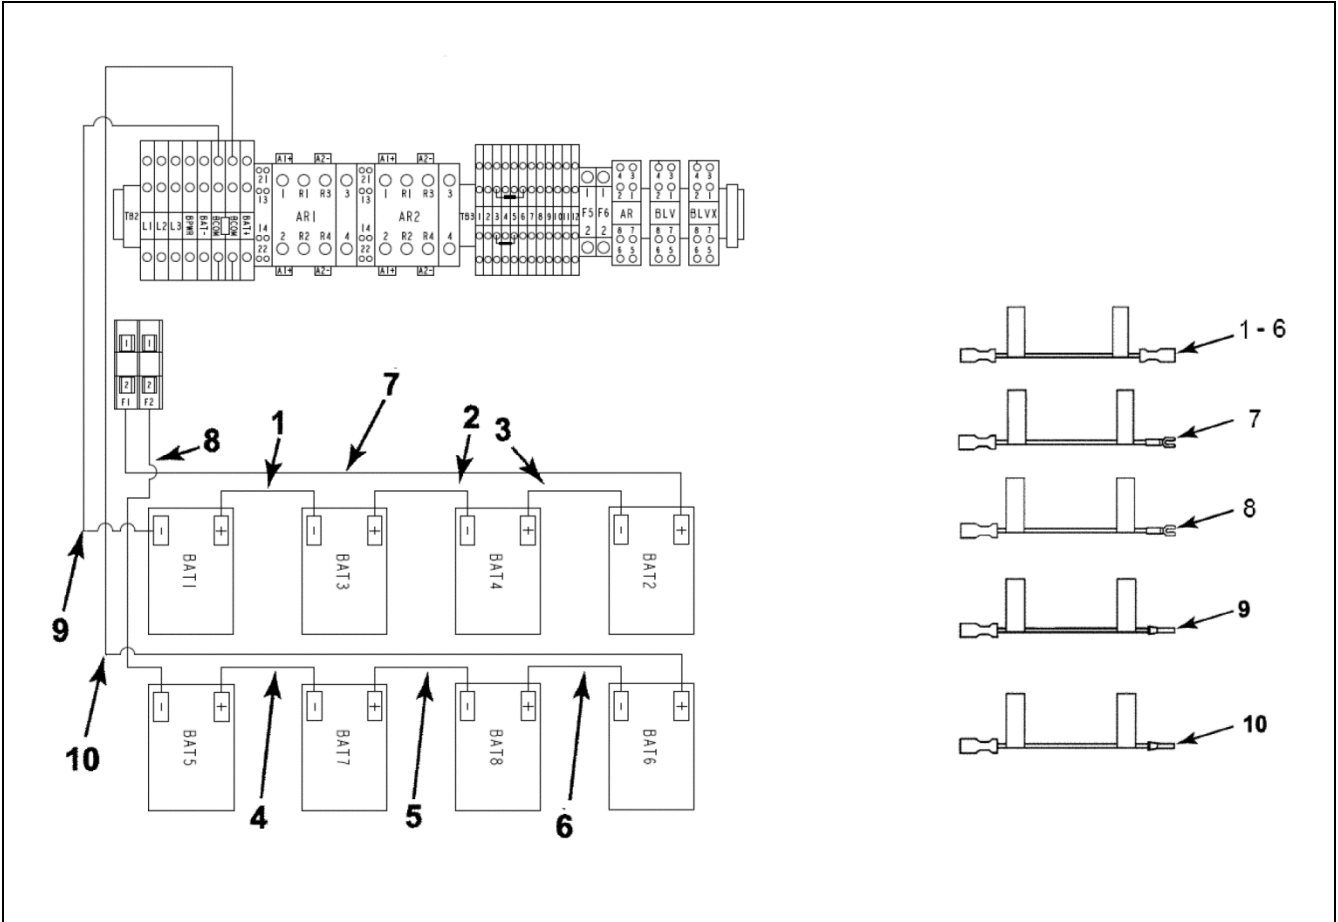 A1+ A2- A1+ A2-
21 13 1 R1 R3 3 21 13 1 R1 R3 3
4 3 4 3 4 3
2 1 2 1 2 1
1 1
TB2 L1 L2 L3 BPWR BAT- BCOM BCOM BAT+ AR1 AR2 TB3 1 2 3 4 5 6 7 8 9 10 11 12 F5 F6 AR BLV BLVX
2 2
14 22 2 R2 R4 4 14 22 2 R2 R4 4
8 7 8 7 8 7
6 5 6 5 6 5
A1+ A2- A1+ A2-
1 1
2 2
F1 F2
7
1
2
3
8
- + - + - + - +
BAT1 BAT3 BAT4 BAT2
9
- + - + - + - +
BAT5 BAT7 BAT8 BAT6
10
4
5
6
1 - 6
7
8
9
10